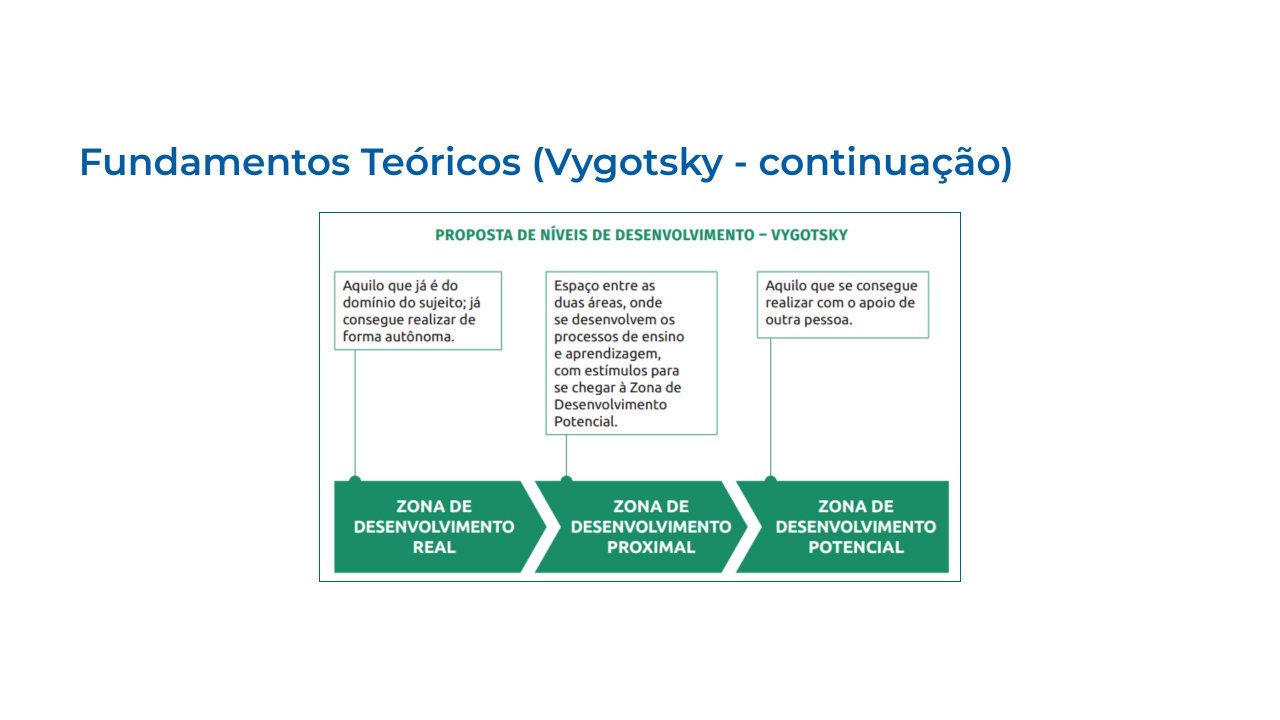 Fundamentos Teóricos (Vygotsky - continuação)
PROPOSTA DE NÍVEIS DE DESENVOLVIMENTO – VYGOTSKY
Aquilo que já é do
domínio do sujeito; já
consegue realizar de
forma autônoma.
Espaço entre as
duas áreas, onde
se desenvolvem os
processos de ensino
e aprendizagem,
com estímulos para
se chegar à Zona de
Desenvolvimento
Potencial.
Aquilo que se consegue
realizar com o apoio de
outra pessoa.
ZONA DE
DESENVOLVIMENTO
REAL
ZONA DE
DESENVOLVIMENTO
PROXIMAL
ZONA DE
DESENVOLVIMENTO
POTENCIAL